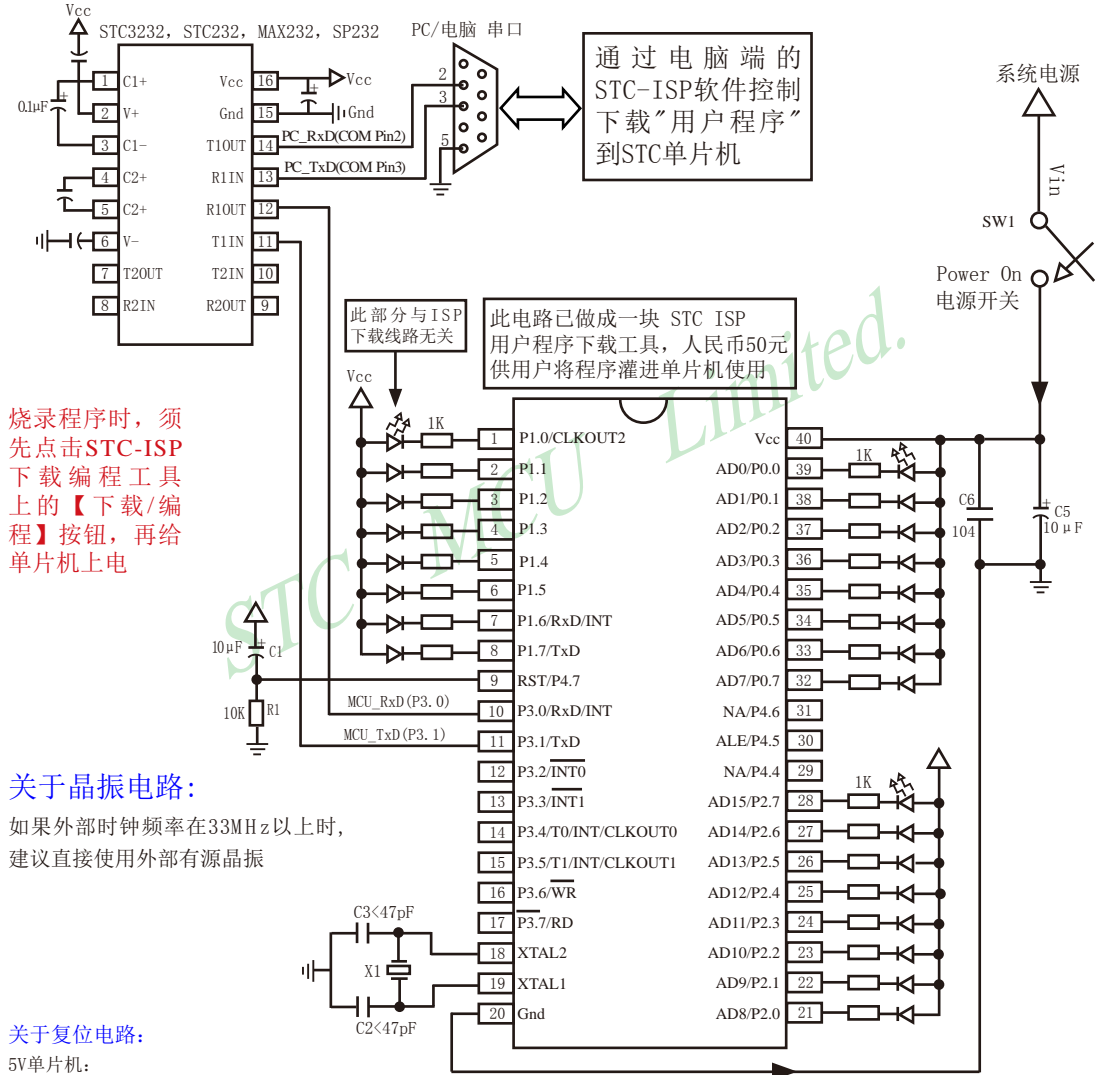 Vcc
STC3232, STC232, MAX232, SP232
PC/电脑 串口
1 C1+ Vcc 16 Vcc
0.1μF
2 V+ Gnd 15 Gnd
3 C1- T1OUT 14 PC_RxD(COM Pin2)
4 C2+ R1IN 13 PC_TxD(COM Pin3)
5 C2+ R1OUT 12
6 V- T1IN 11
7 T2OUT T2IN 10
8 R2IN R2OUT 9
2
3
5
通过电脑端的
STC-ISP软件控制
下载"用户程序"
到STC单片机
系统电源
Vin
SW1
Power On
电源开关
此部分与ISP
下载线路无关
此电路已做成一块 STC ISP
用户程序下载工具，人民币50元
供用户将程序灌进单片机使用
烧录程序时，须
先点击STC-ISP
下载编程工具
上的【下载/编
程】按钮，再给
单片机上电
Vcc
1K
1 P1.0/CLKOUT2 Vcc 40
2 P1.1 AD0/P0.0 39 1K
3 P1.2 AD1/P0.1 38
4 P1.3 AD2/P0.2 37
5 P1.4 AD3/P0.3 36
6 P1.5 AD4/P0.4 35
7 P1.6/RxD/INT AD5/P0.5 34
8 P1.7/TxD AD6/P0.6 33
9 RST/P4.7 AD7/P0.7 32
10 P3.0/RxD/INT NA/P4.6 31
11 P3.1/TxD ALE/P4.5 30
12 P3.2/INT0 NA/P4.4 29
13 P3.3/INT1 AD15/P2.7 28 1K
14 P3.4/T0/INT/CLKOUT0 AD14/P2.6 27
15 P3.5/T1/INT/CLKOUT1 AD13/P2.5 26
16 P3.6/WR AD12/P2.4 25
17 P3.7/RD AD11/P2.3 24
18 XTAL2 AD10/P2.2 23
19 XTAL1 AD9/P2.1 22
20 Gnd AD8/P2.0 21
C6
104
C5
10μF
10μF C1
10K R1
MCU_RxD(P3.0)
MCU_TxD(P3.1)
关于晶振电路:
如果外部时钟频率在33MHz以上时,
建议直接使用外部有源晶振
C3<47pF
X1
C2<47pF
关于复位电路:
5V单片机:
STC MCU Limited.